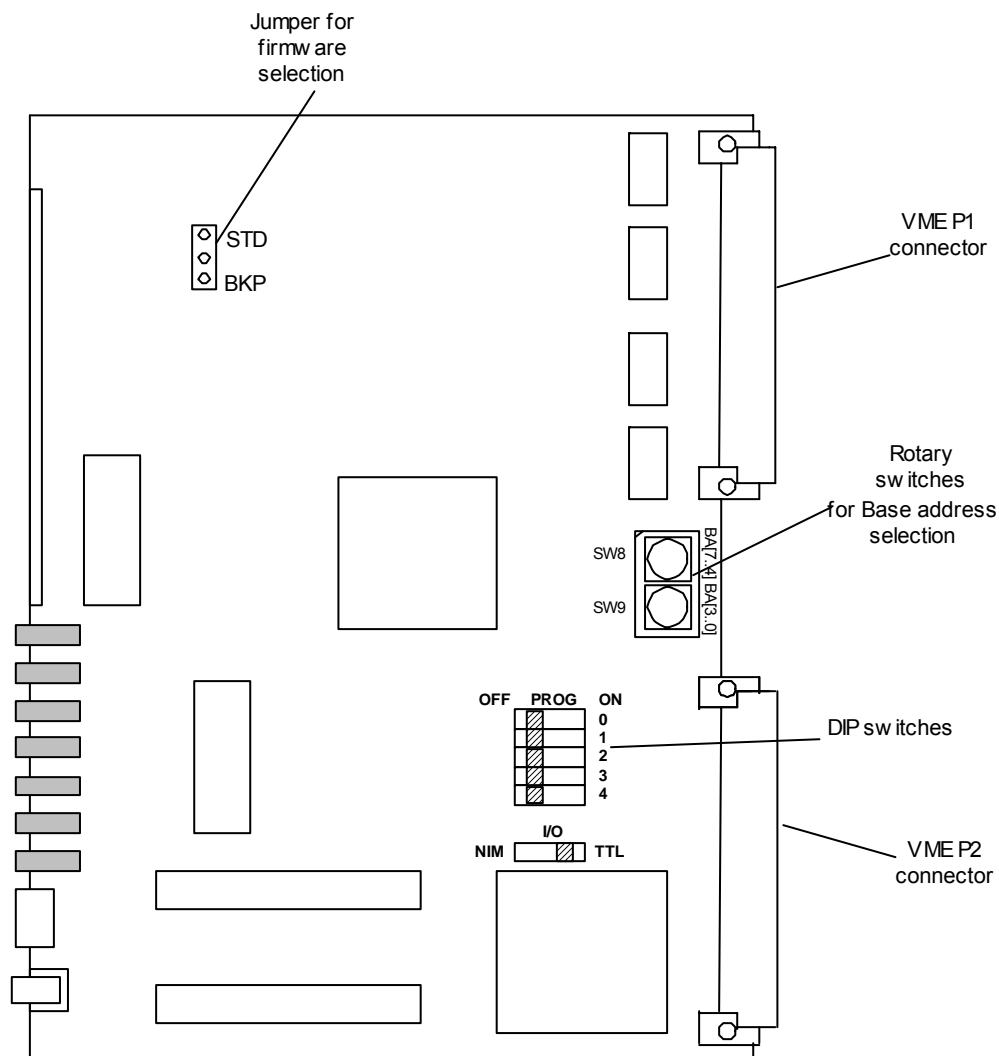 Jumper for
firmw are
selection
STD
BKP
VME P1
connector
Rotary
sw itches
for Base address
selection
SW8
SW9
BA[7..4] BA[3..0]
OFF PROG ON
0
1
2
3
4
DIP sw itches
I/O
NIM TTL
VME P2
connector